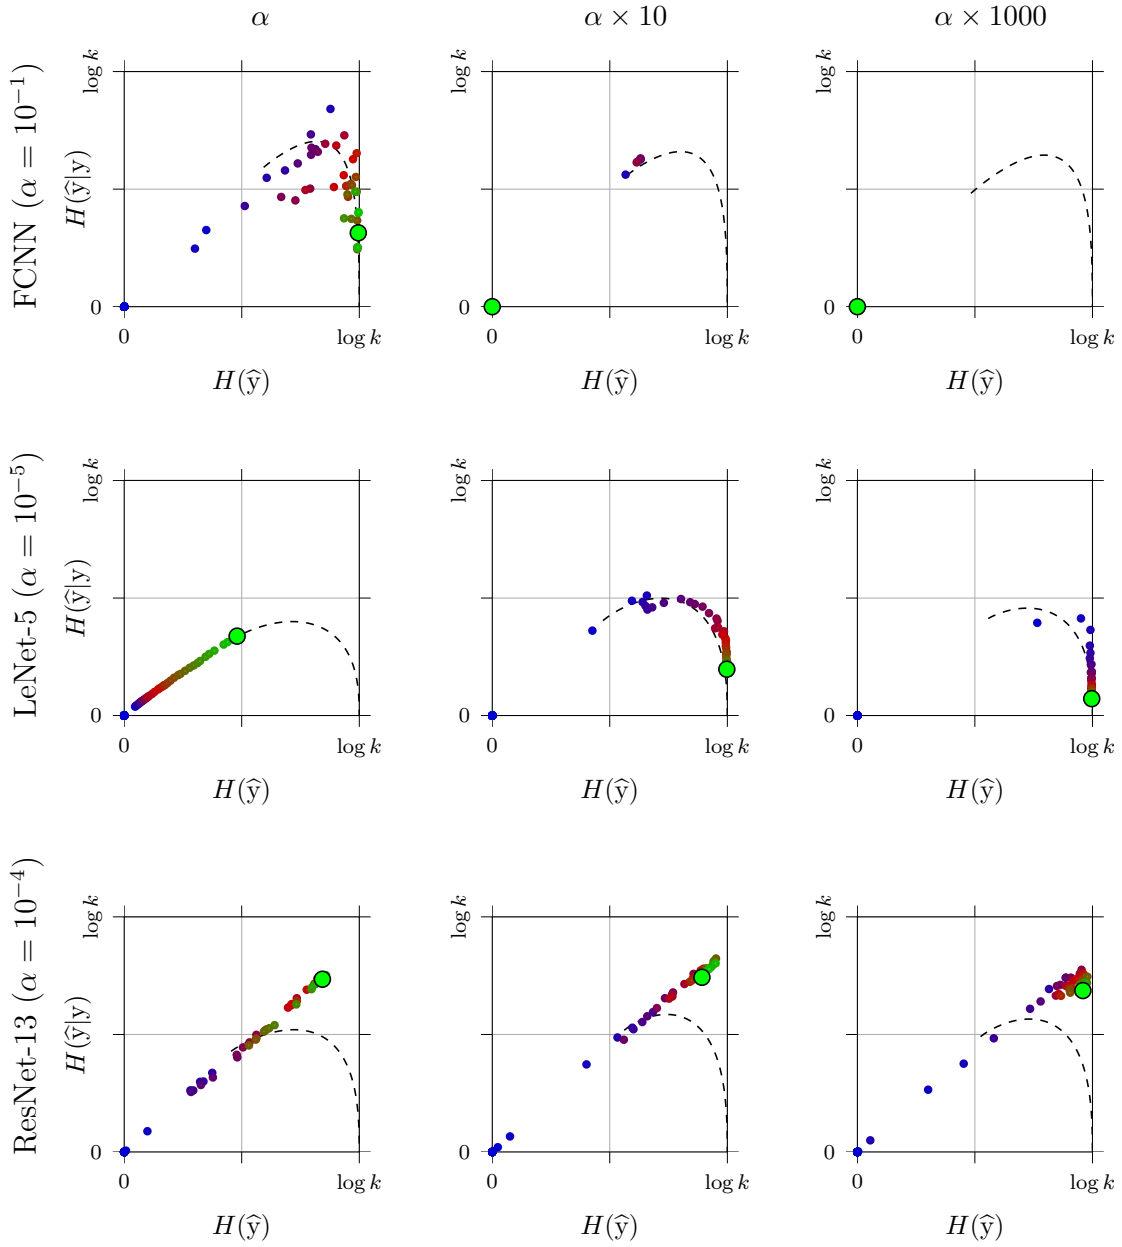 α
α × 10
α × 1000
FCNN (α = 10⁻¹)
H(ŷ|y)
log k
0
0
log k
H(ŷ)
0
0
log k
log k
H(ŷ)
0
0
log k
log k
H(ŷ)
LeNet-5 (α = 10⁻⁵)
H(ŷ|y)
log k
0
0
log k
H(ŷ)
log k
0
0
log k
H(ŷ)
log k
0
0
log k
H(ŷ)
ResNet-13 (α = 10⁻⁴)
H(ŷ|y)
log k
0
0
log k
H(ŷ)
log k
0
0
log k
H(ŷ)
log k
0
0
log k
H(ŷ)